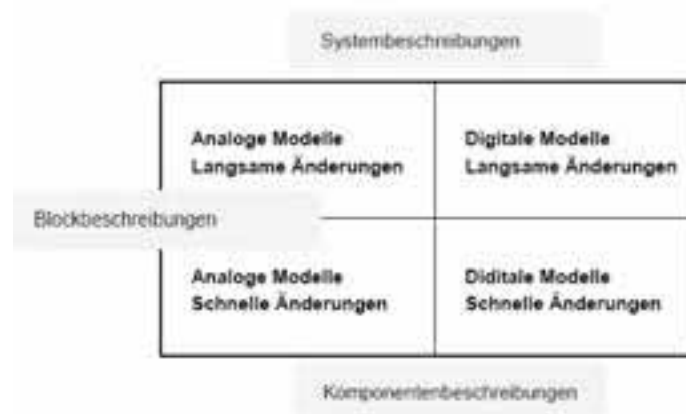 Systembeschreibungen
Analoge Modelle
Langsame Änderungen
Digitale Modelle
Langsame Änderungen
Blockbeschreibungen
Analoge Modelle
Schnelle Änderungen
Diditale Modelle
Schnelle Änderungen
Komponentenbeschreibungen